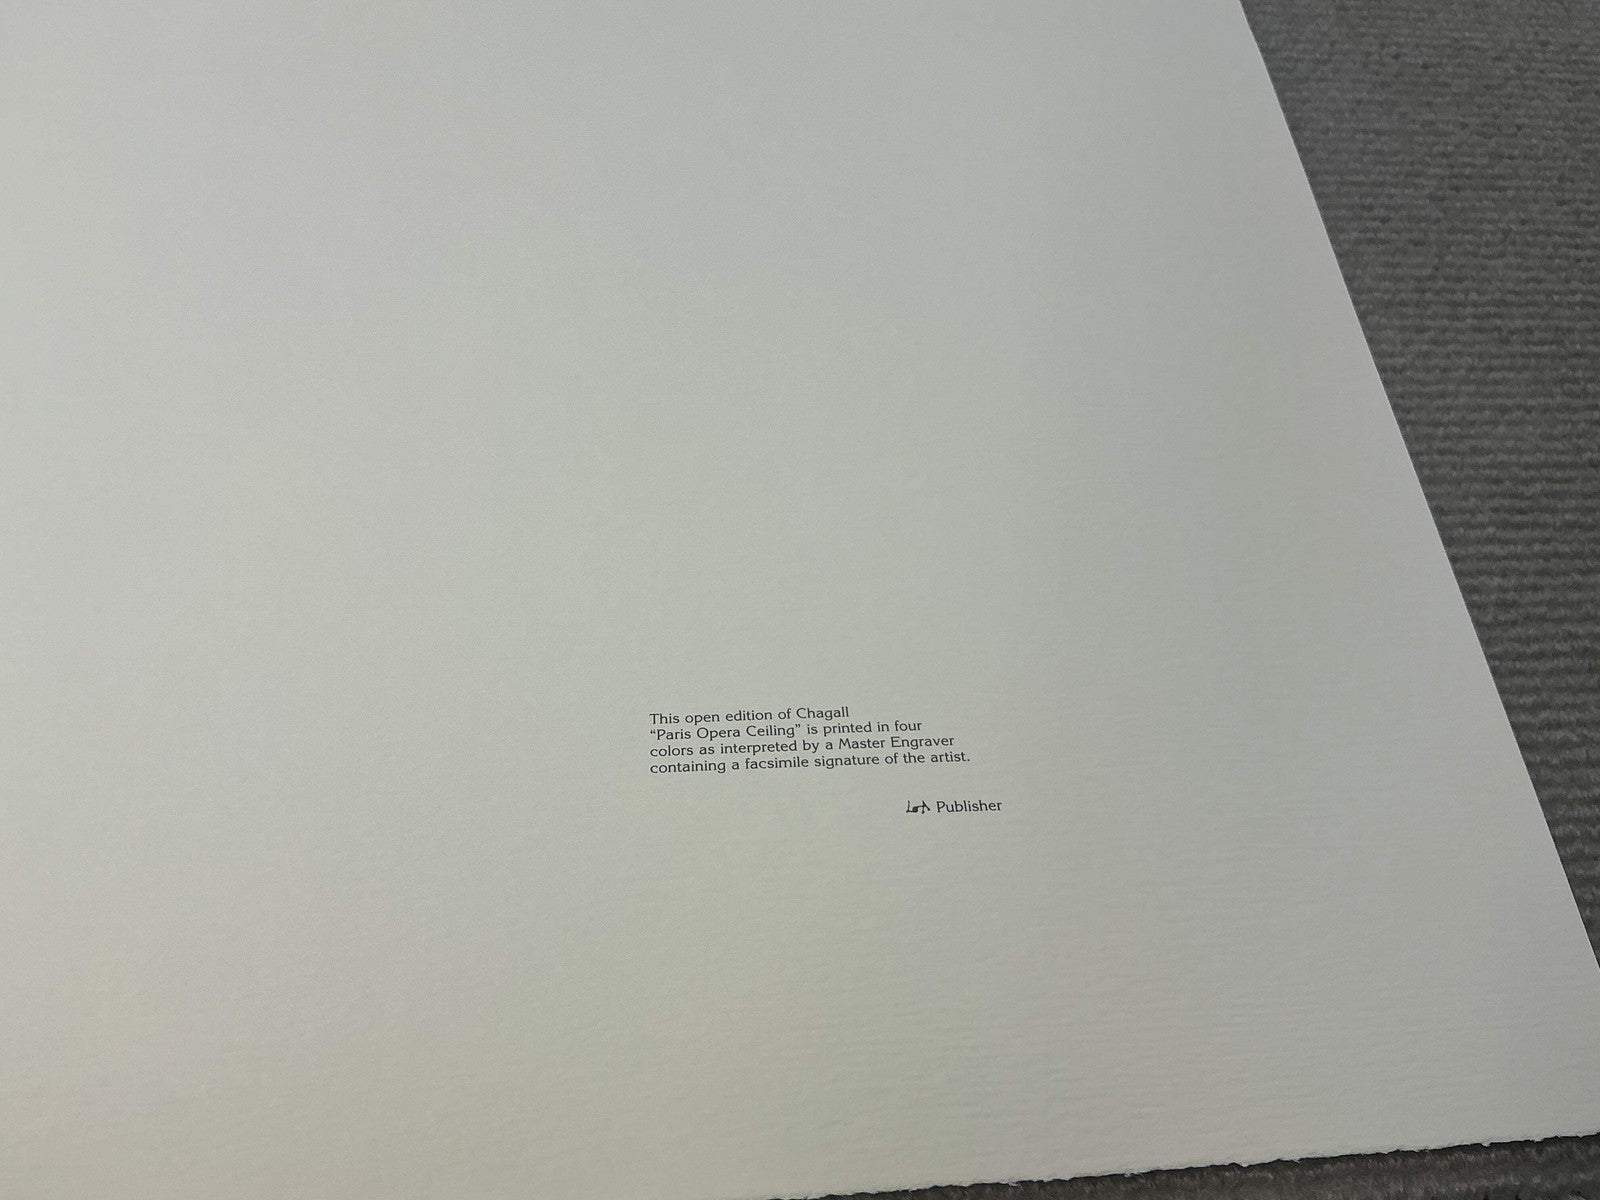 This open edition of Chagall
“Paris Opera Ceiling” is printed in four
colors as interpreted by a Master Engraver
containing a facsimile signature of the artist.
Publisher